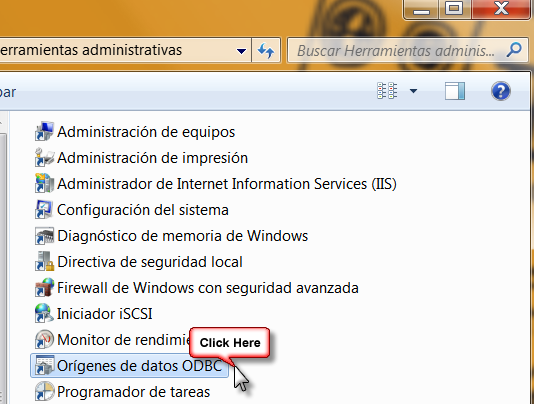 erramientas administrativas
Buscar Herramientas adminis...
par
Administración de equipos
Administración de impresión
Administrador de Internet Information Services (IIS)
Configuración del sistema
Diagnóstico de memoria de Windows
Directiva de seguridad local
Firewall de Windows con seguridad avanzada
Iniciador iSCSI
Monitor de rendimie
Click Here
Orígenes de datos ODBC
Programador de tareas